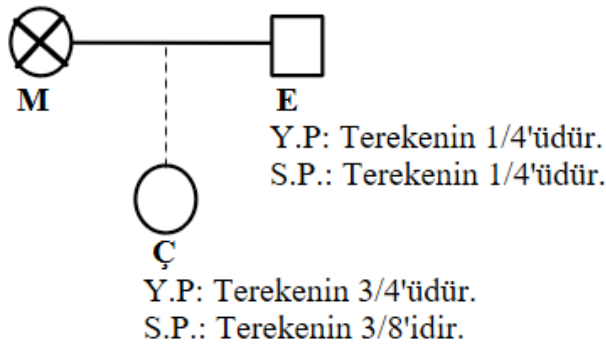 M
E
Y.P: Terekenin 1/4'üdür.
S.P.: Terekenin 1/4'üdür.
Ç
Y.P: Terekenin 3/4'üdür.
S.P.: Terekenin 3/8'idir.